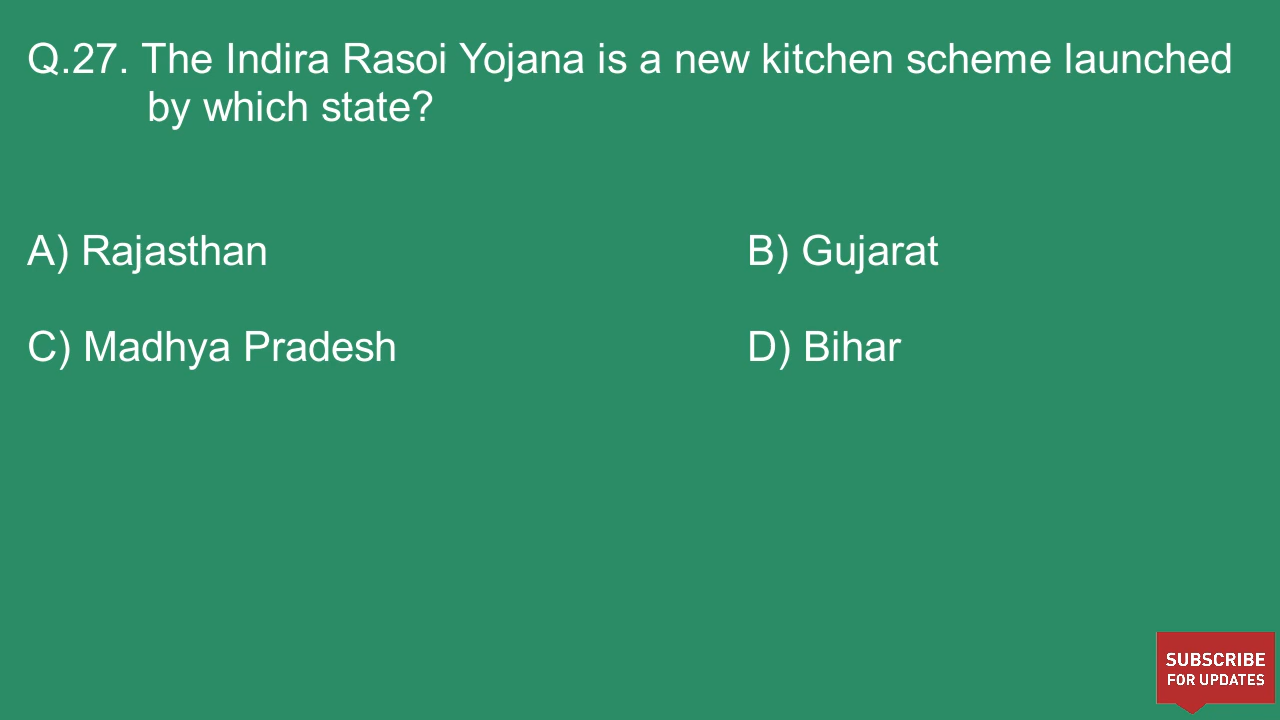 Q.27. The Indira Rasoi Yojana is a new kitchen scheme launched
by which state?
A) Rajasthan
B) Gujarat
C) Madhya Pradesh
D) Bihar
SUBSCRIBE
FOR UPDATES